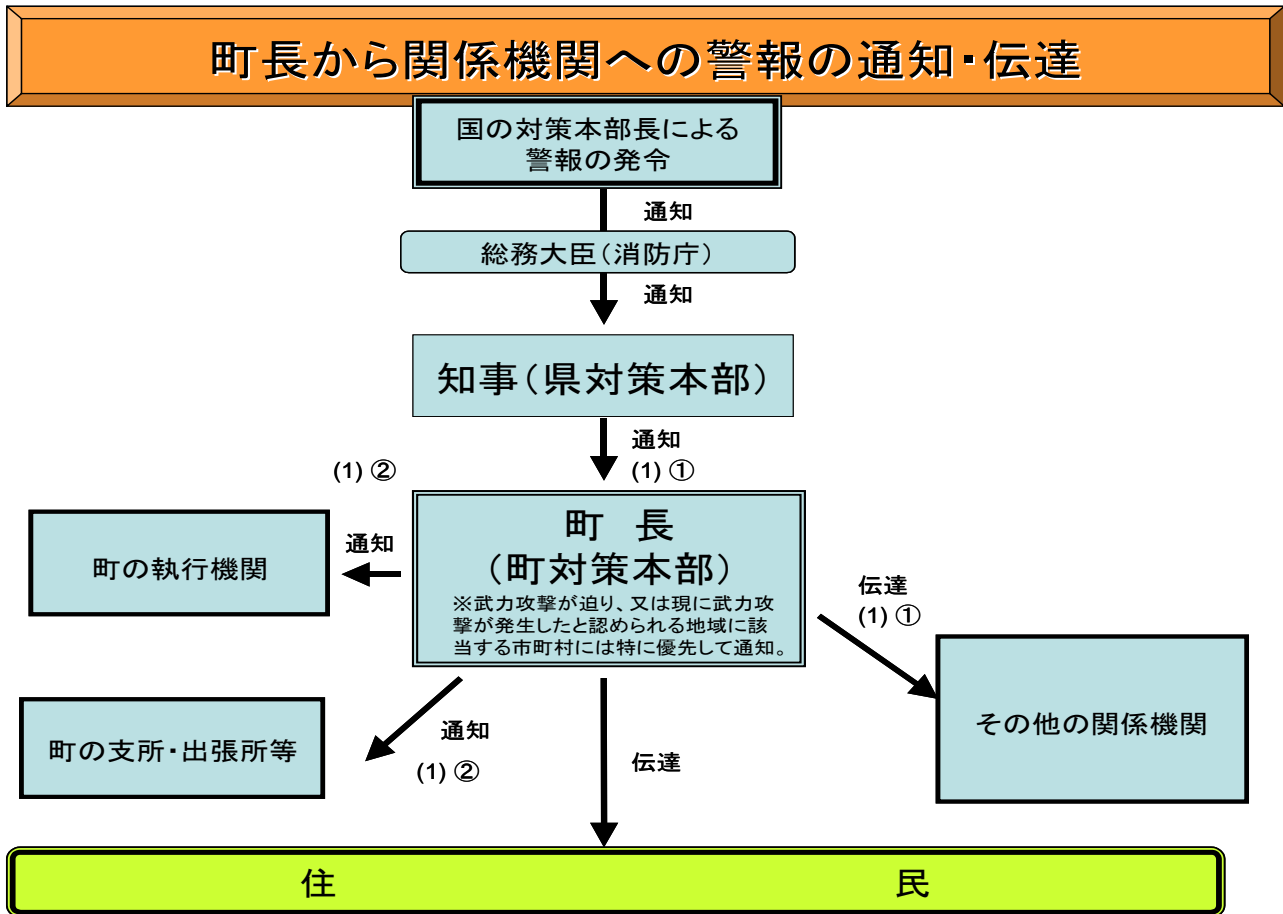 町長から関係機関への警報の通知・伝達
国の対策本部長による
警報の発令
通知
総務大臣（消防庁）
通知
知事（県対策本部）
通知
(1) ①
(1) ②
町 長
（町対策本部）
※武力攻撃が迫り、又は現に武力攻
撃が発生したと認められる地域に該
当する市町村には特に優先して通知。
通知
町の執行機関
伝達
(1) ①
その他の関係機関
通知
(1) ②
町の支所・出張所等
伝達
住 民